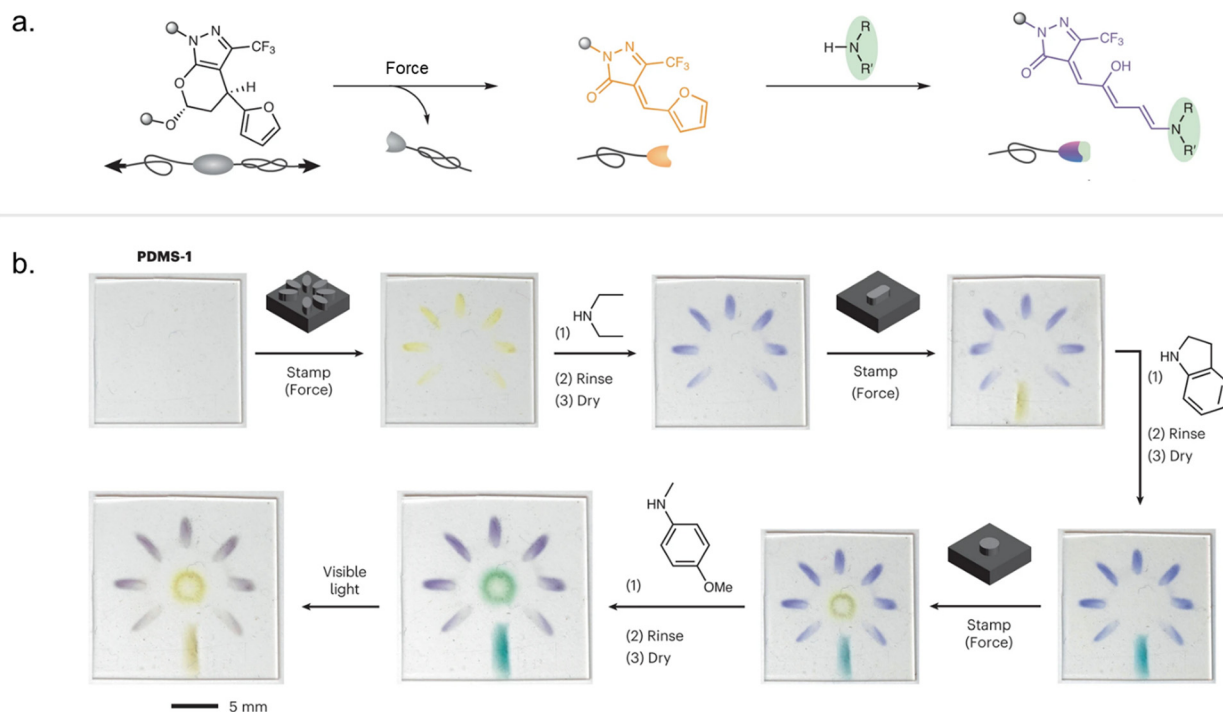 a.
N
N
CF3
O
H
O
O
Force
N
N
CF3
O
O
H
N
R
R'
N
N
CF3
O
OH
N
R
R'
b.
PDMS-1
Stamp
(Force)
HN
(1)
(2) Rinse
(3) Dry
Stamp
(Force)
HN
(1)
(2) Rinse
(3) Dry
Visible
light
HN
OMe
(1)
(2) Rinse
(3) Dry
Stamp
(Force)
5 mm